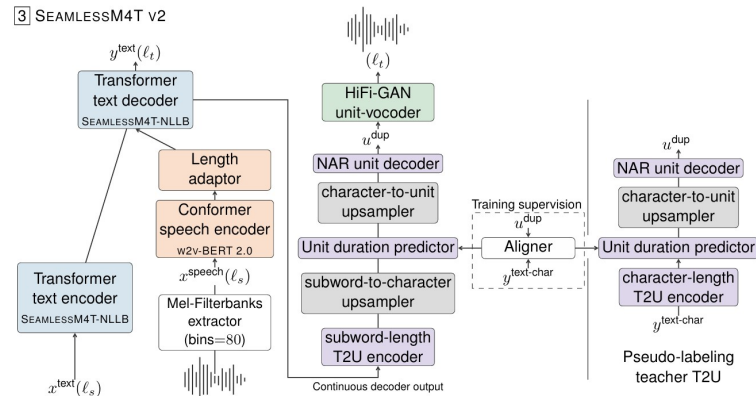 3 SEAMLESSM4T V2
y^text(ℓ_t)
Transformer
text decoder
SEAMLESSM4T-NLLB
Length
adaptor
Conformer
speech encoder
W2V-BERT 2.0
x^speech(ℓ_s)
Mel-Filterbanks
extractor
(bins=80)
Transformer
text encoder
SEAMLESSM4T-NLLB
x^text(ℓ_s)
(ℓ_t)
HiFi-GAN
unit-vocoder
u^dup
NAR unit decoder
character-to-unit
upsampler
Unit duration predictor
subword-to-character
upsampler
subword-length
T2U encoder
Continuous decoder output
Training supervision
u^dup
Aligner
y^text-char
u^dup
NAR unit decoder
character-to-unit
upsampler
Unit duration predictor
character-length
T2U encoder
y^text-char
Pseudo-labeling
teacher T2U